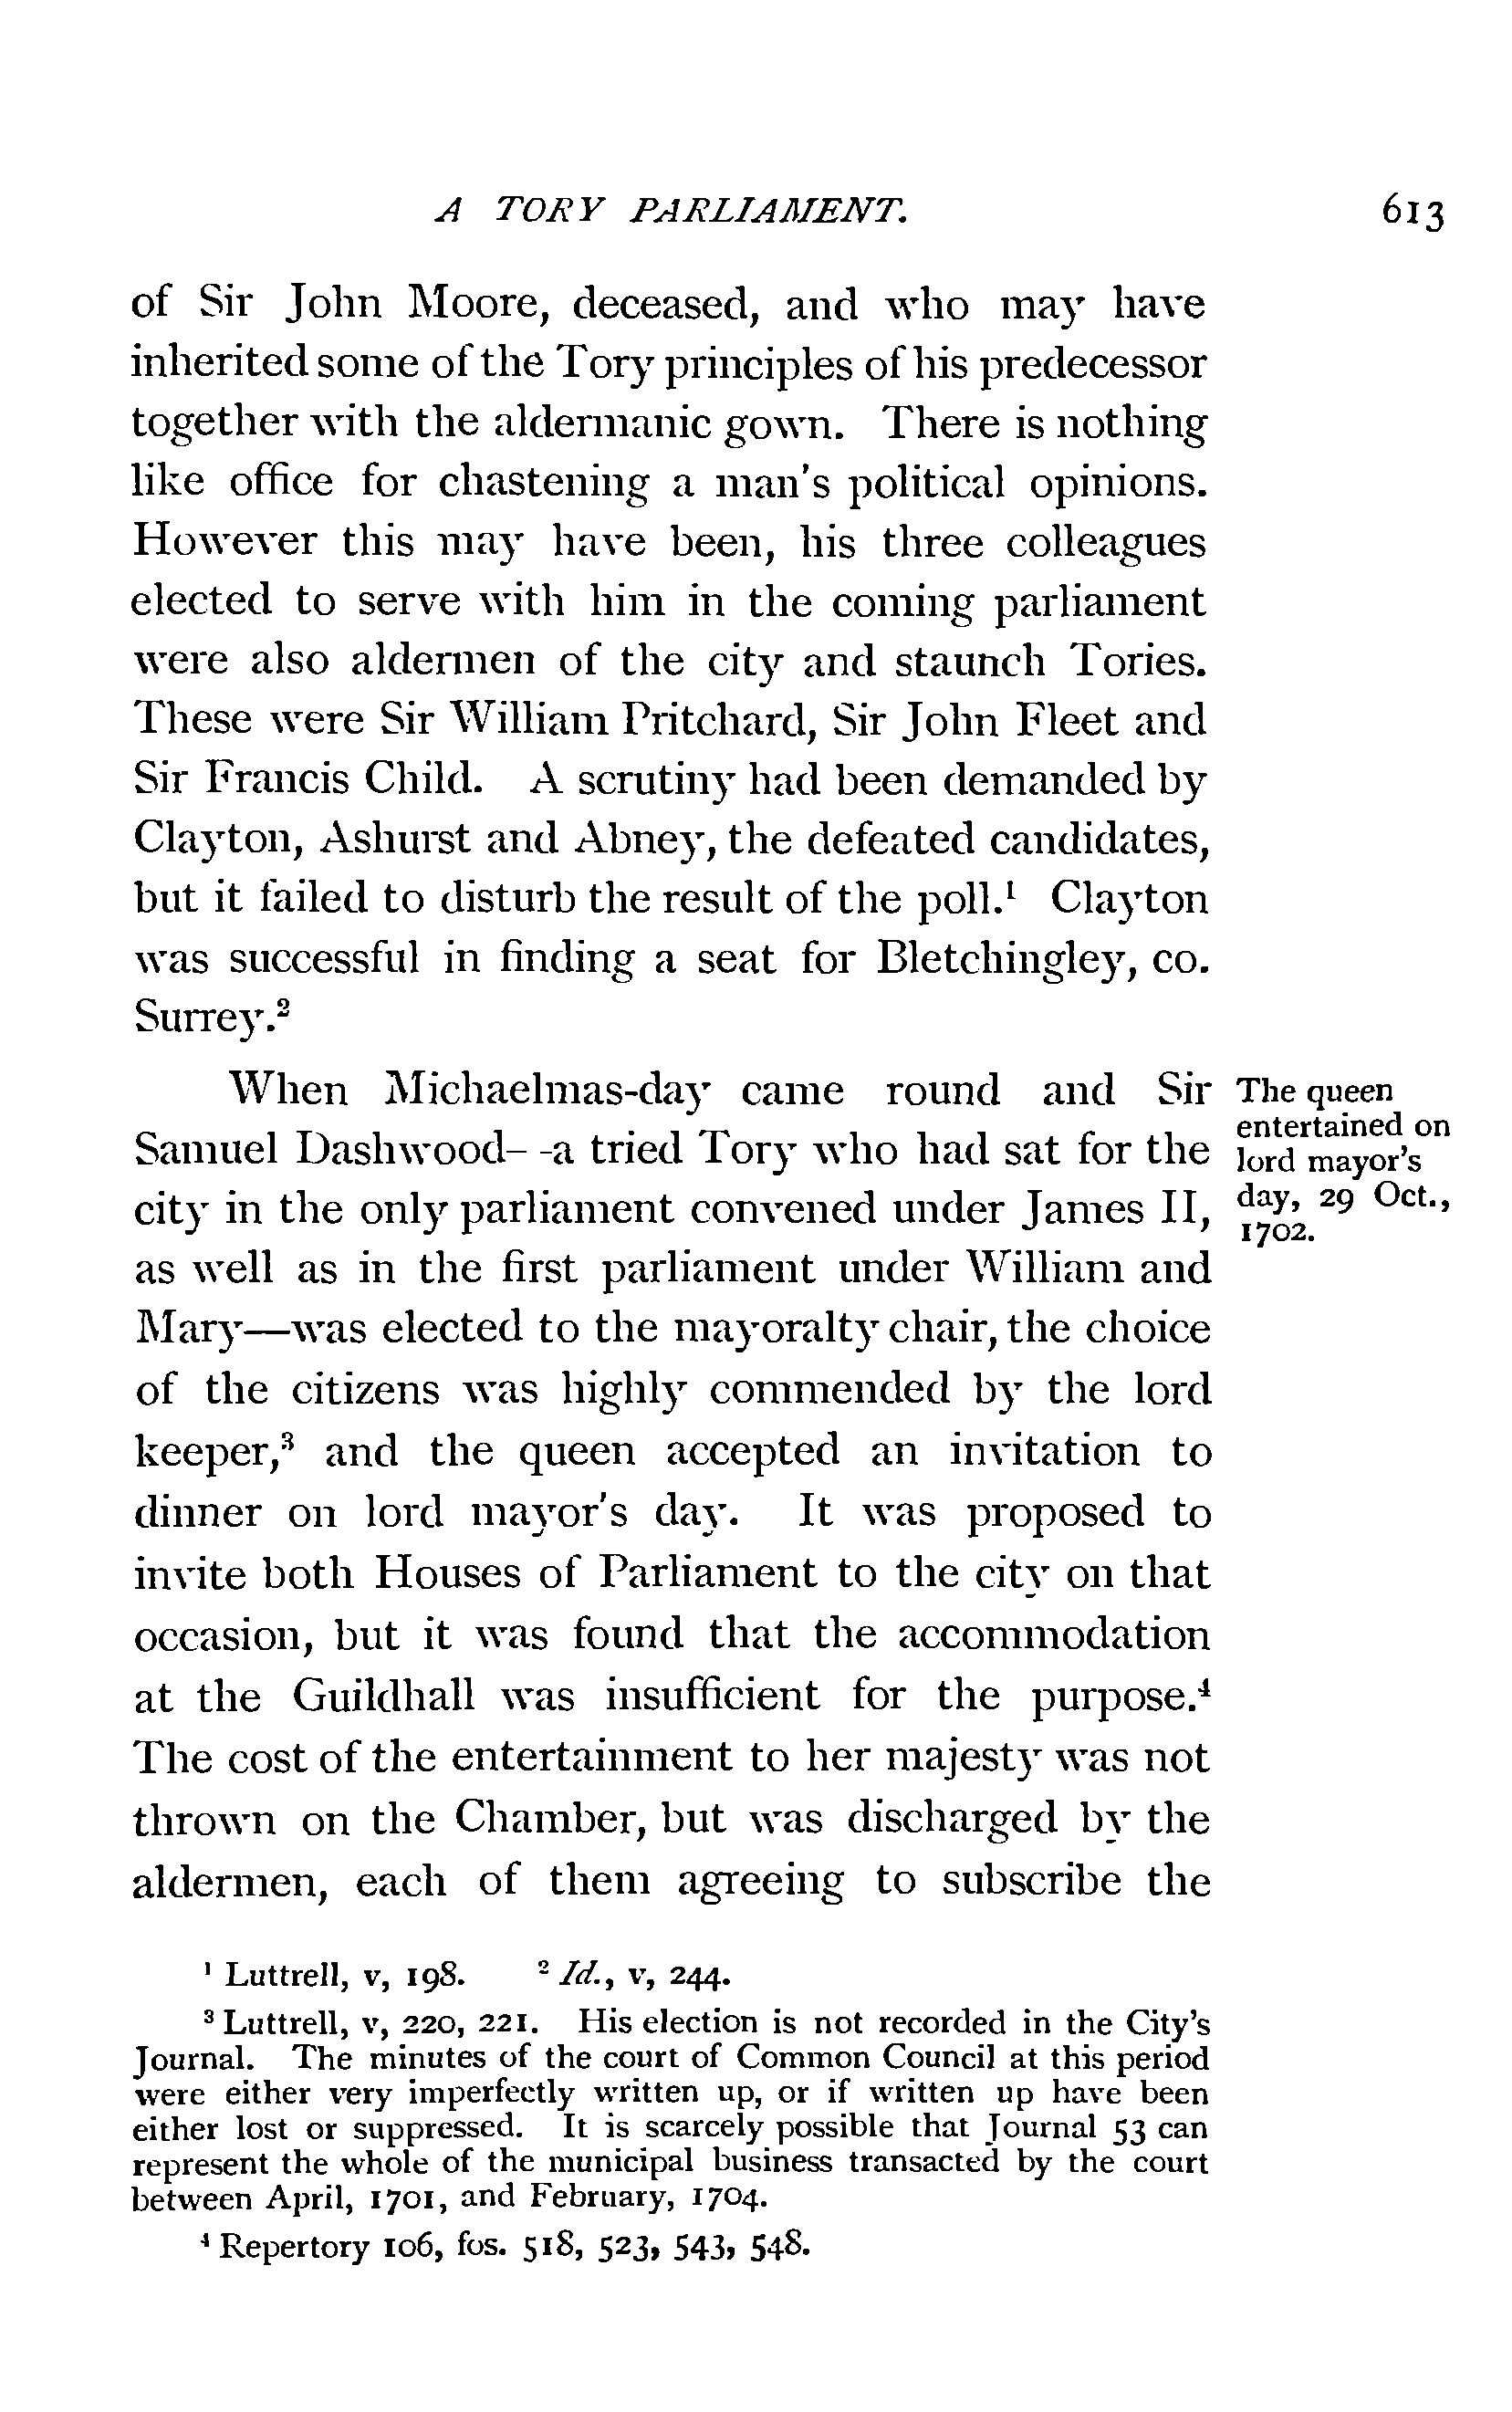 A TORY PARLIAMENT. 613
of Sir John Moore, deceased, and who may have
inherited some of the Tory principles of his predecessor
together with the aldermanic gown. There is nothing
like office for chastening a man's political opinions.
However this may have been, his three colleagues
elected to serve with him in the coming parliament
were also aldermen of the city and staunch Tories.
These were Sir William Pritchard, Sir John Fleet and
Sir Francis Child. A scrutiny had been demanded by
Clayton, Ashurst and Abney, the defeated candidates,
but it failed to disturb the result of the poll.¹ Clayton
was successful in finding a seat for Bletchingley, co.
Surrey.²
When Michaelmas-day came round and Sir
Samuel Dashwood- -a tried Tory who had sat for the
city in the only parliament convened under James II,
as well as in the first parliament under William and
Mary—was elected to the mayoralty chair, the choice
of the citizens was highly commended by the lord
keeper,³ and the queen accepted an invitation to
dinner on lord mayor's day. It was proposed to
invite both Houses of Parliament to the city on that
occasion, but it was found that the accommodation
at the Guildhall was insufficient for the purpose.⁴
The cost of the entertainment to her majesty was not
thrown on the Chamber, but was discharged by the
aldermen, each of them agreeing to subscribe the
The queen
entertained on
lord mayor's
day, 29 Oct.,
1702.
¹ Luttrell, v, 198. ² Id., v, 244.
³ Luttrell, v, 220, 221. His election is not recorded in the City's
Journal. The minutes of the court of Common Council at this period
were either very imperfectly written up, or if written up have been
either lost or suppressed. It is scarcely possible that Journal 53 can
represent the whole of the municipal business transacted by the court
between April, 1701, and February, 1704.
⁴ Repertory 106, fos. 518, 523, 543, 548.